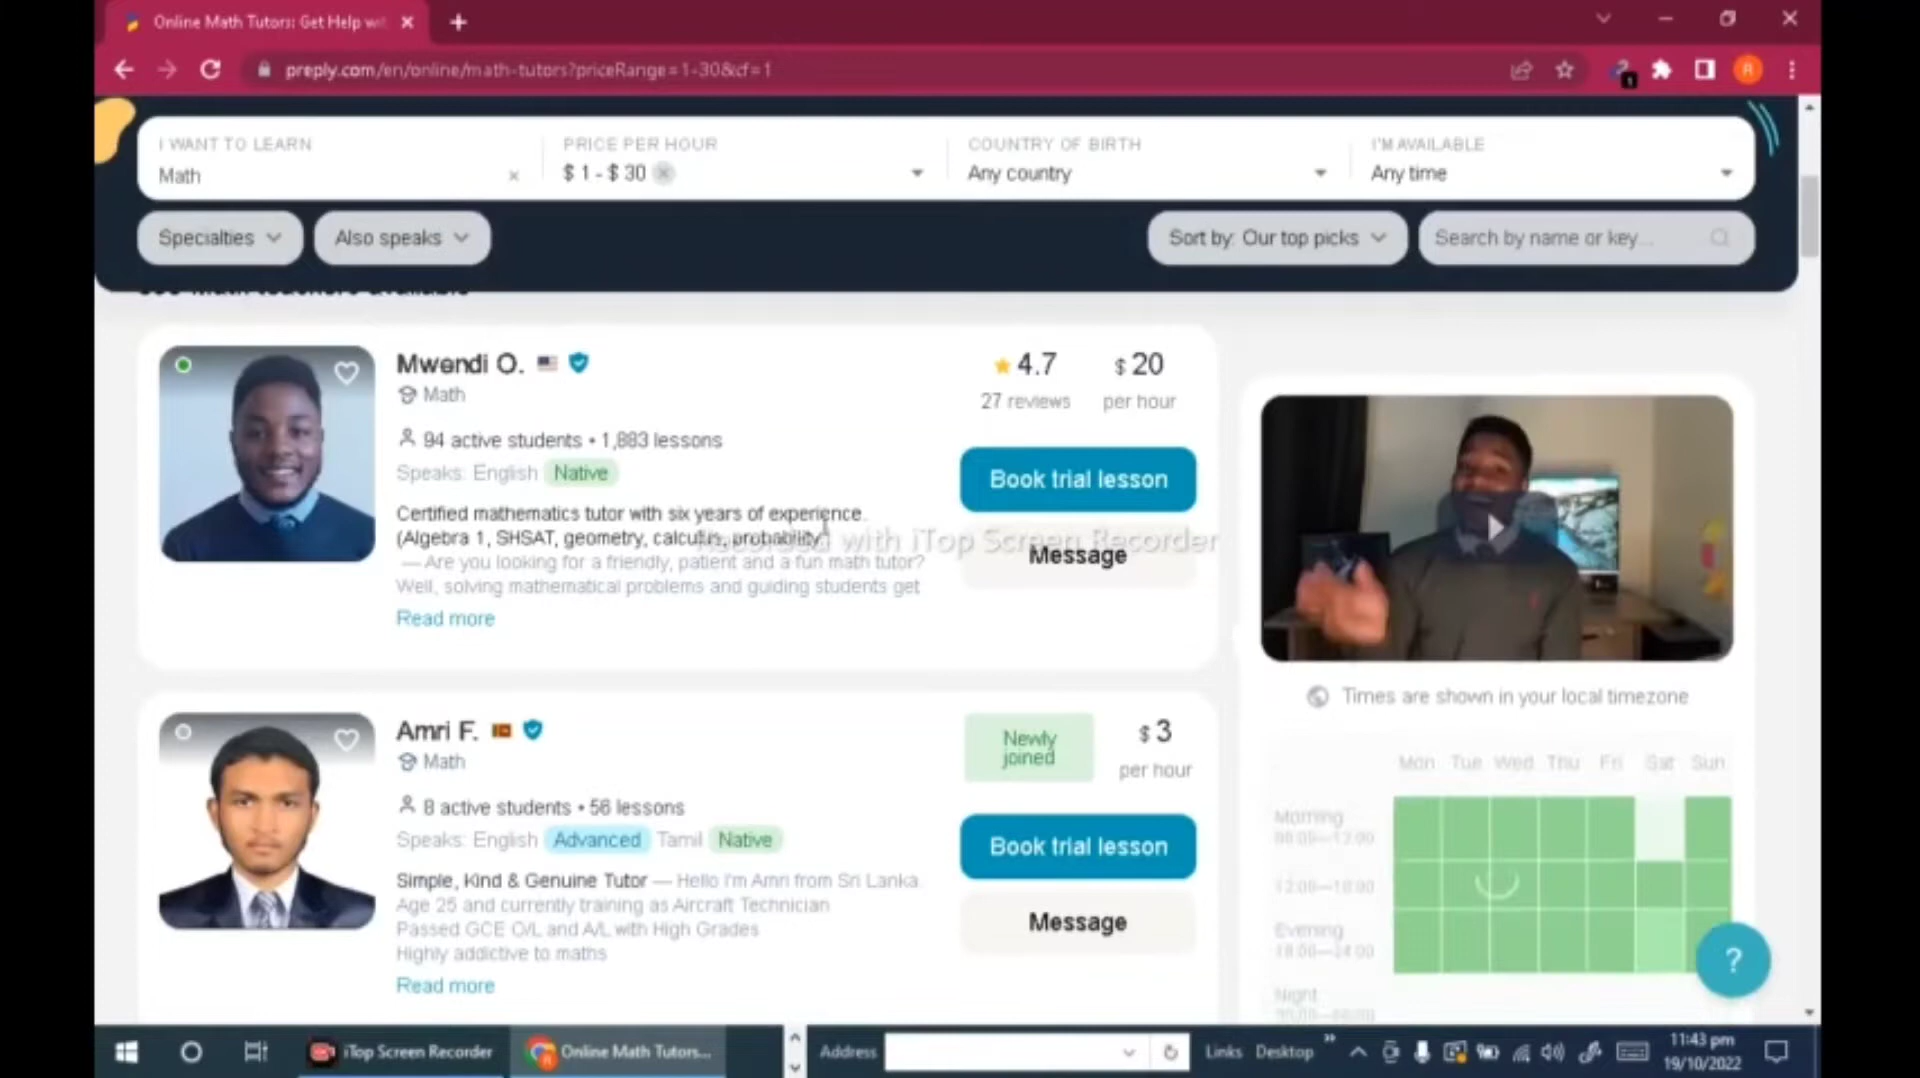 Online Math Tutors: Get Help wit
preply.com/en/online/math-tutors?priceRange=1-30&cf=1
I WANT TO LEARN
Math
PRICE PER HOUR
$ 1 - $ 30
COUNTRY OF BIRTH
Any country
I'M AVAILABLE
Any time
Specialties
Also speaks
Sort by: Our top picks
Search by name or key...
Mwendi O.
Math
94 active students • 1,883 lessons
Speaks: English Native
Certified mathematics tutor with six years of experience.
(Algebra 1, SHSAT, geometry, calculus, probability)
— Are you looking for a friendly, patient and a fun math tutor?
Well, solving mathematical problems and guiding students get
Read more
4.7
27 reviews
$ 20
per hour
Book trial lesson
Message
Recorded with iTop Screen Recorder
Amri F.
Math
8 active students • 56 lessons
Speaks: English Advanced Tamil Native
Simple, Kind & Genuine Tutor — Hello I'm Amri from Sri Lanka.
Age 25 and currently training as Aircraft Technician
Passed GCE O/L and A/L with High Grades
Highly addictive to maths
Read more
Newly
joined
$ 3
per hour
Book trial lesson
Message
Times are shown in your local timezone
Mon Tue Wed Thu Fri Sat Sun
Morning
Evening
Night
?
iTop Screen Recorder
Online Math Tutors...
Address
Links
Desktop
11:43 pm
19/10/2022